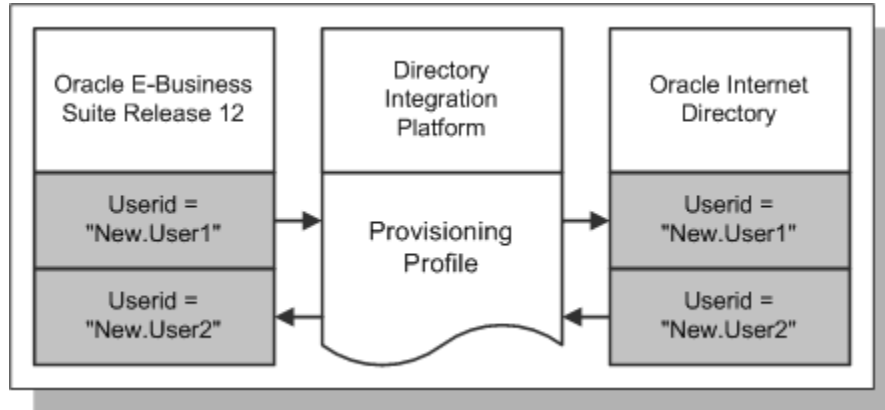 Oracle E-Business
Suite Release 12
Directory
Integration
Platform
Oracle Internet
Directory
Userid =
"New.User1"
Provisioning
Profile
Userid =
"New.User1"
Userid =
"New.User2"
Userid =
"New.User2"